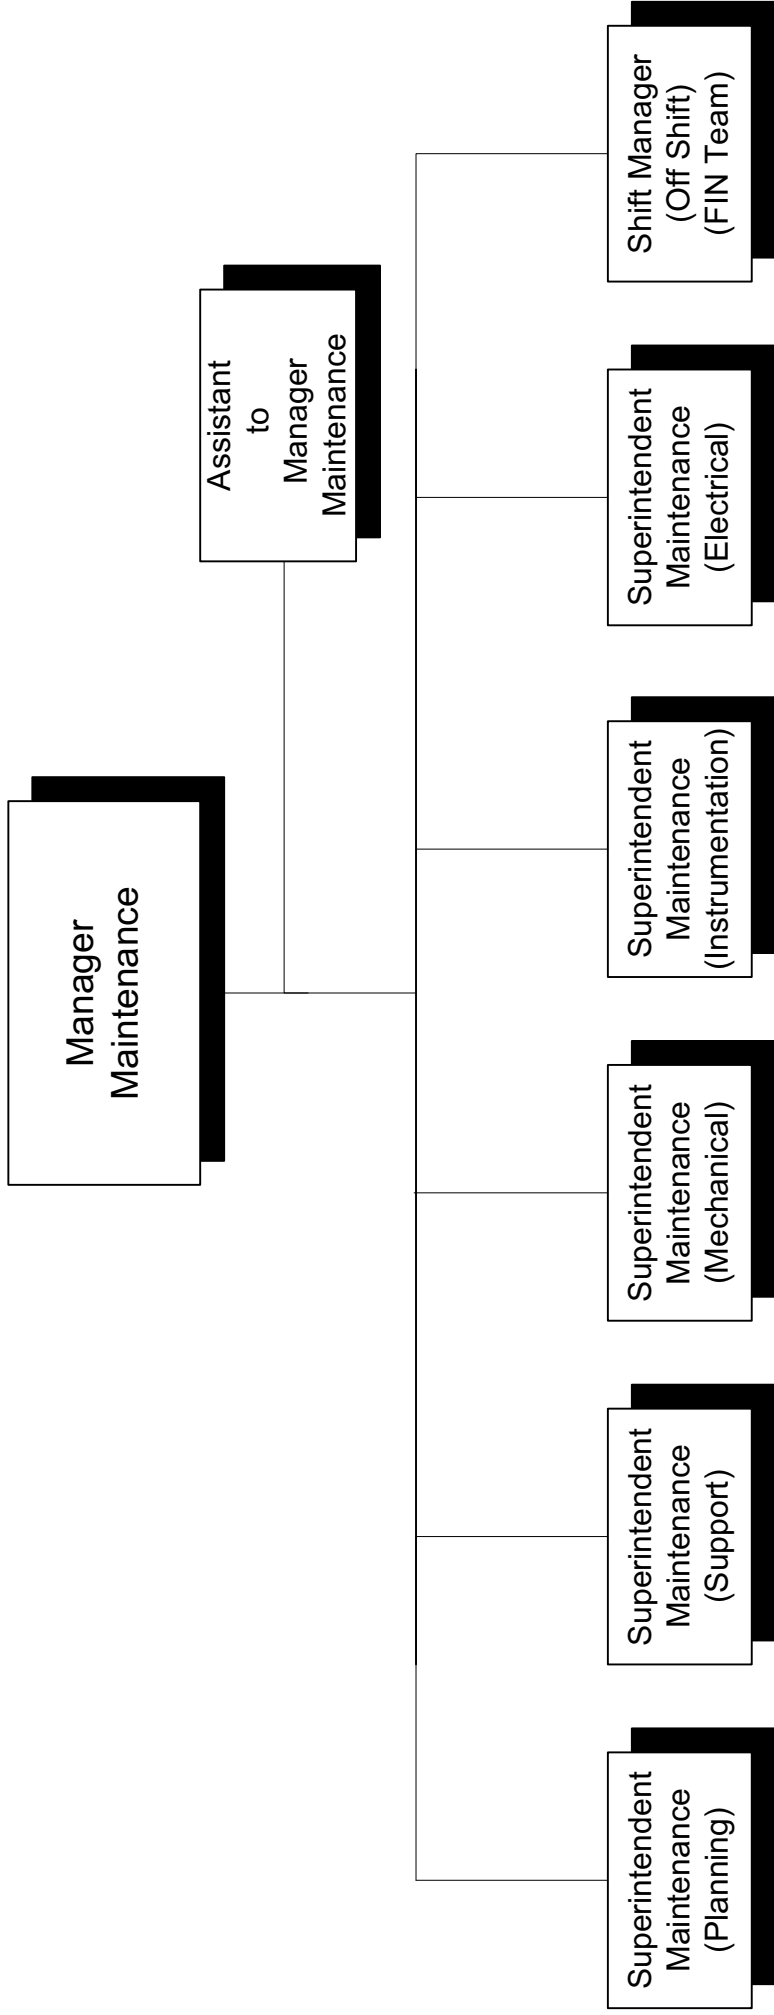 Manager
Maintenance
Assistant
to
Manager
Maintenance
Superintendent
Maintenance
(Planning)
Superintendent
Maintenance
(Support)
Superintendent
Maintenance
(Mechanical)
Superintendent
Maintenance
(Instrumentation)
Superintendent
Maintenance
(Electrical)
Shift Manager
(Off Shift)
(FIN Team)